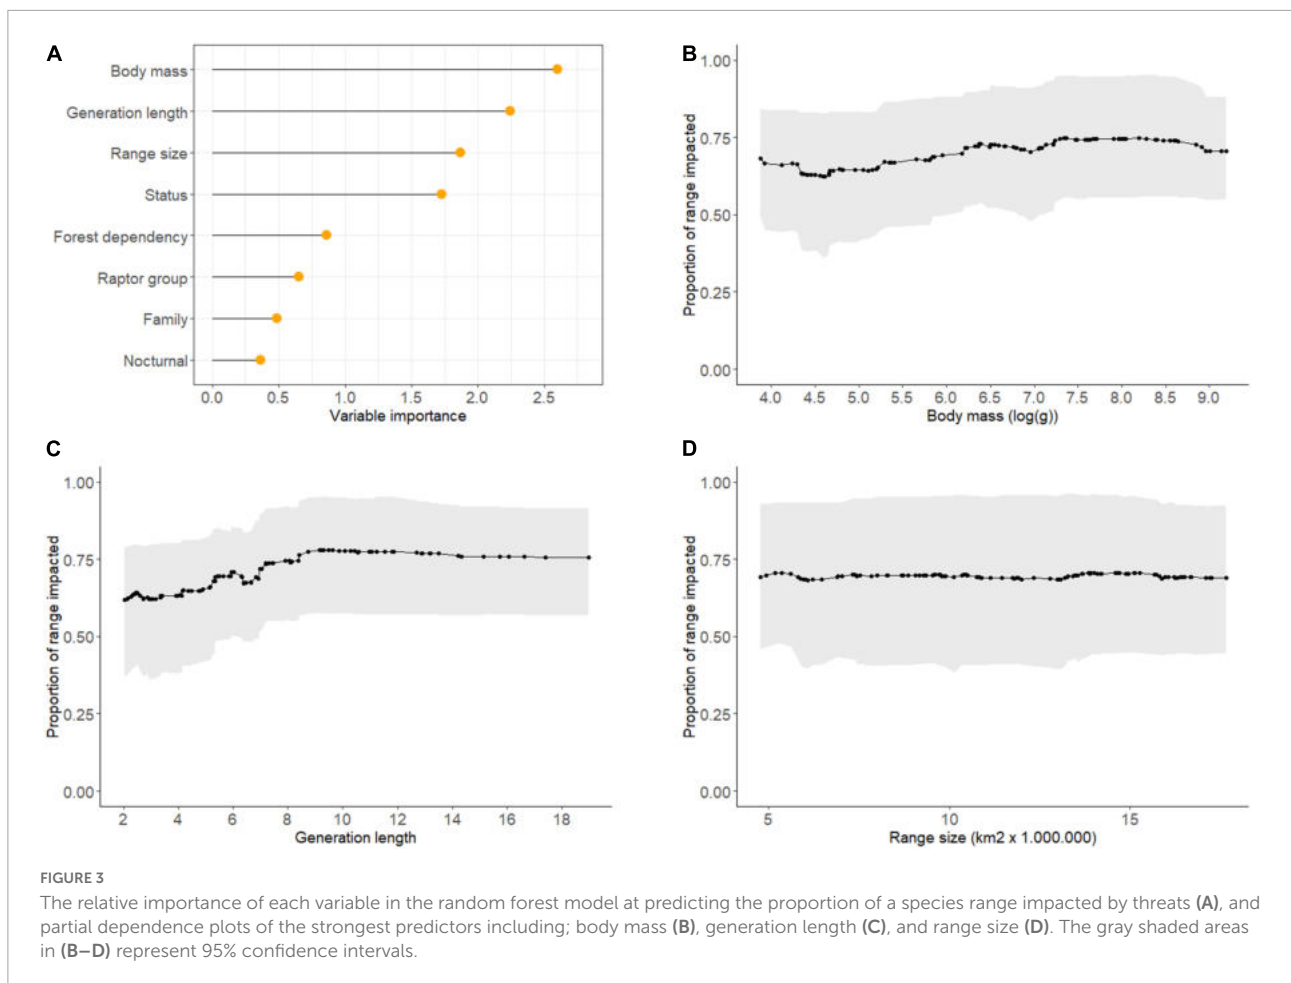 A
Body mass
Generation length
Range size
Status
Forest dependency
Raptor group
Family
Nocturnal
0.0 0.5 1.0 1.5 2.0 2.5
Variable importance
B
Proportion of range impacted
1.00
0.75
0.50
0.25
0.00
4.0 4.5 5.0 5.5 6.0 6.5 7.0 7.5 8.0 8.5 9.0
Body mass (log(g))
C
Proportion of range impacted
1.00
0.75
0.50
0.25
0.00
2 4 6 8 10 12 14 16 18
Generation length
D
Proportion of range impacted
1.00
0.75
0.50
0.25
0.00
5 10 15
Range size (km2 x 1.000.000)
FIGURE 3
The relative importance of each variable in the random forest model at predicting the proportion of a species range impacted by threats (A), and
partial dependence plots of the strongest predictors including; body mass (B), generation length (C), and range size (D). The gray shaded areas
in (B–D) represent 95% confidence intervals.